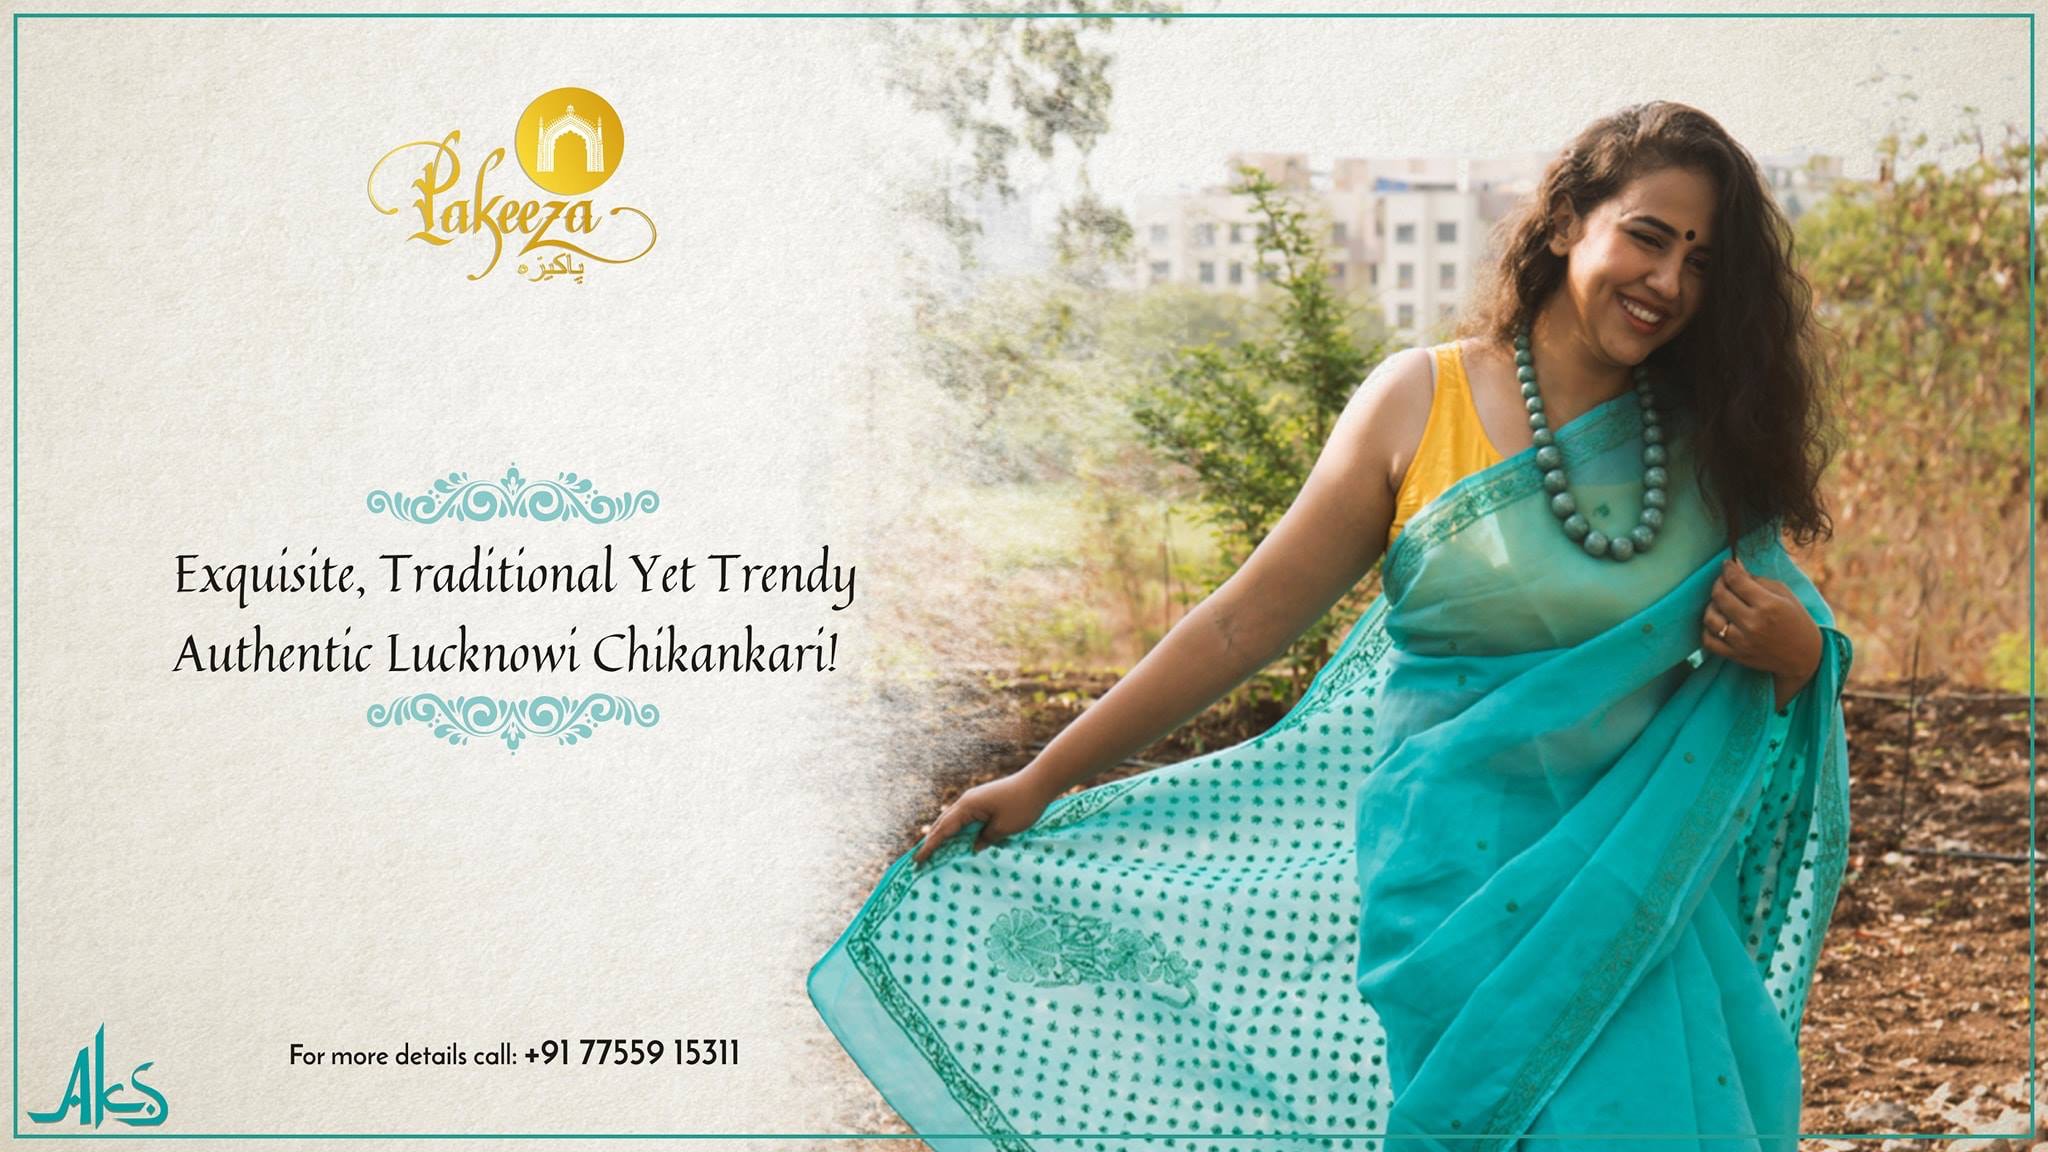 Pakeeza
پاکیزہ
Exquisite, Traditional Yet Trendy
Authentic Lucknowi Chikankari!
For more details call: +91 77559 15311
Aks